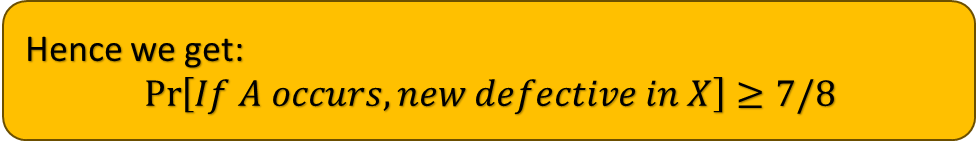 Hence we get:
Pr[If A occurs, new defective in X] ≥ 7/8